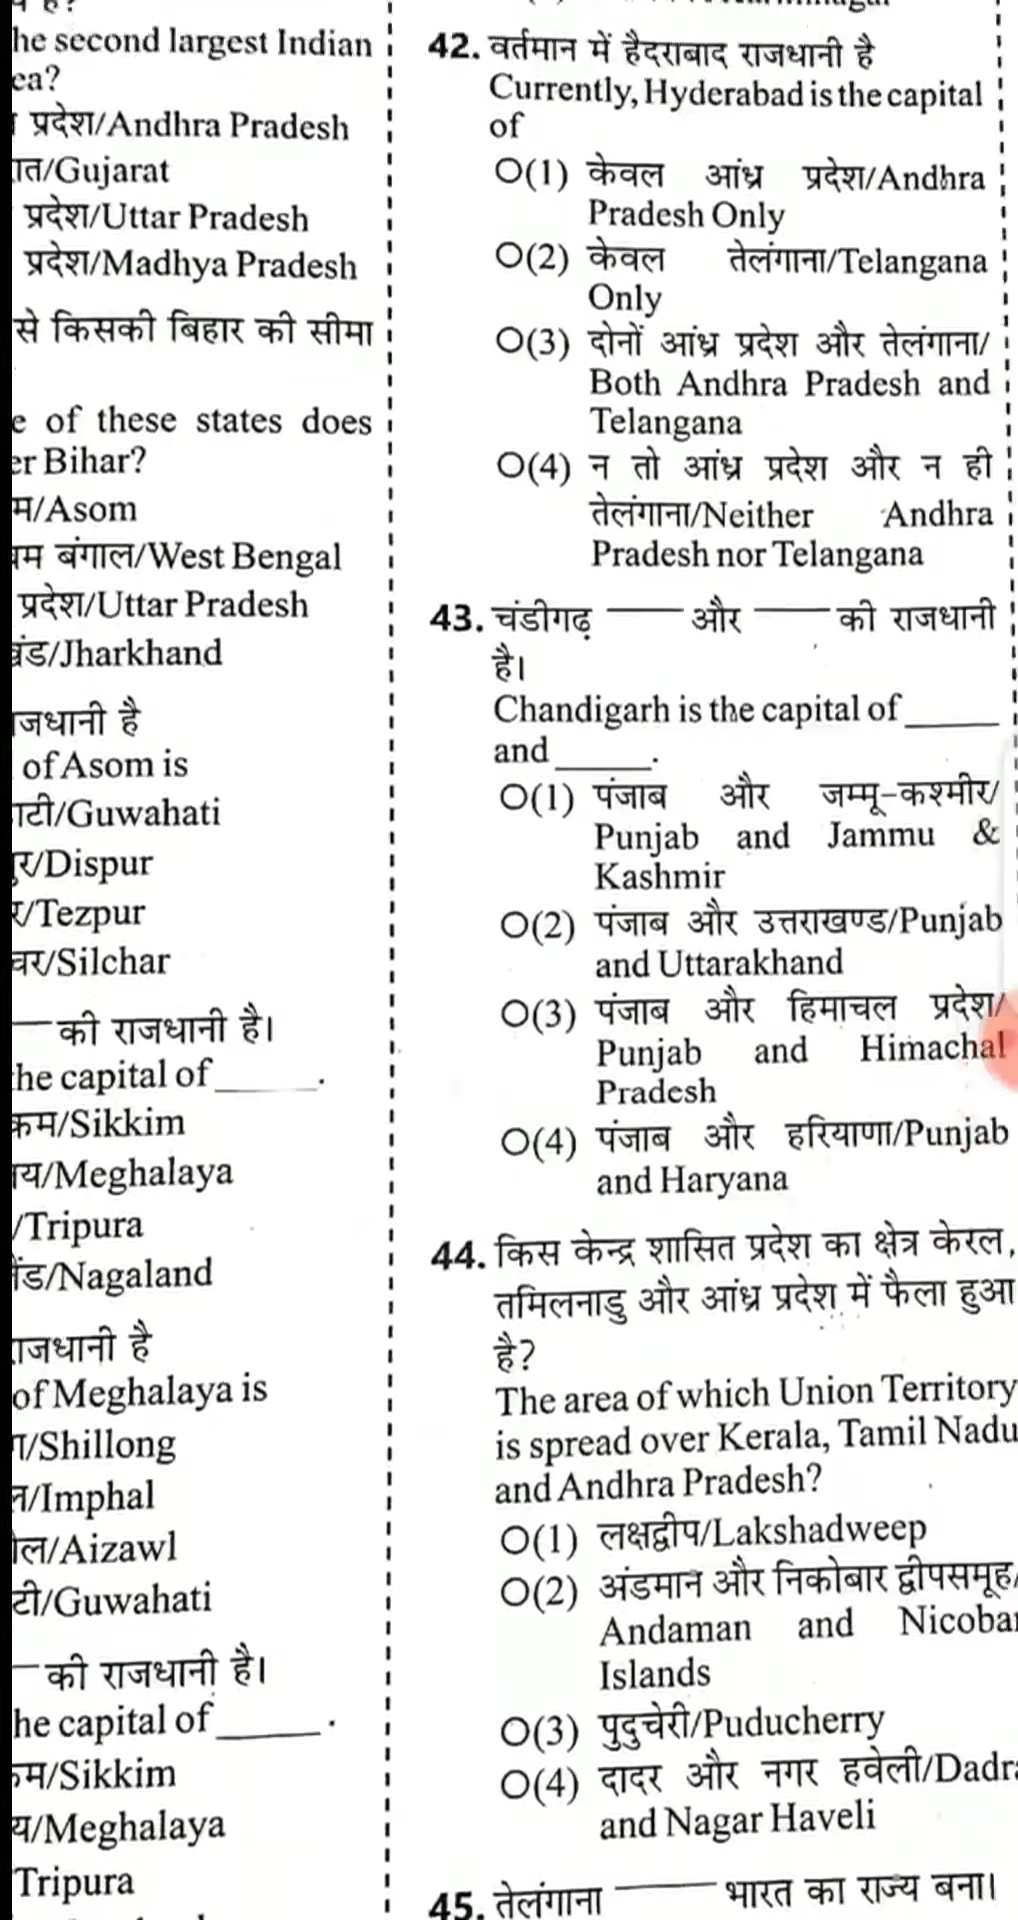 he second largest Indian
ea?
प्रदेश/Andhra Pradesh
/Gujarat
प्रदेश/Uttar Pradesh
प्रदेश/Madhya Pradesh
से किसकी बिहार की सीमा
e of these states does
er Bihar?
म/Asom
म बंगाल/West Bengal
प्रदेश/Uttar Pradesh
खंड/Jharkhand
जधानी है
of Asom is
टी/Guwahati
/Dispur
/Tezpur
चर/Silchar
की राजधानी है।
he capital of ______.
कम/Sikkim
य/Meghalaya
/Tripura
ैंड/Nagaland
जधानी है
of Meghalaya is
/Shillong
/Imphal
ल/Aizawl
टी/Guwahati
की राजधानी है।
he capital of ______.
म/Sikkim
य/Meghalaya
Tripura
42. वर्तमान में हैदराबाद राजधानी है
Currently, Hyderabad is the capital
of
O(1) केवल आंध्र प्रदेश/Andhra
Pradesh Only
O(2) केवल तेलंगाना/Telangana
Only
O(3) दोनों आंध्र प्रदेश और तेलंगाना/
Both Andhra Pradesh and
Telangana
O(4) न तो आंध्र प्रदेश और न ही
तेलंगाना/Neither Andhra
Pradesh nor Telangana
43. चंडीगढ़ ____ और ____ की राजधानी
है।
Chandigarh is the capital of _____
and _____.
O(1) पंजाब और जम्मू-कश्मीर/
Punjab and Jammu &
Kashmir
O(2) पंजाब और उत्तराखण्ड/Punjab
and Uttarakhand
O(3) पंजाब और हिमाचल प्रदेश/
Punjab and Himachal
Pradesh
O(4) पंजाब और हरियाणा/Punjab
and Haryana
44. किस केन्द्र शासित प्रदेश का क्षेत्र केरल,
तमिलनाडु और आंध्र प्रदेश में फैला हुआ
है?
The area of which Union Territory
is spread over Kerala, Tamil Nadu
and Andhra Pradesh?
O(1) लक्षद्वीप/Lakshadweep
O(2) अंडमान और निकोबार द्वीपसमूह/
Andaman and Nicobar
Islands
O(3) पुदुचेरी/Puducherry
O(4) दादर और नगर हवेली/Dadra
and Nagar Haveli
45. तेलंगाना ____ भारत का राज्य बना।